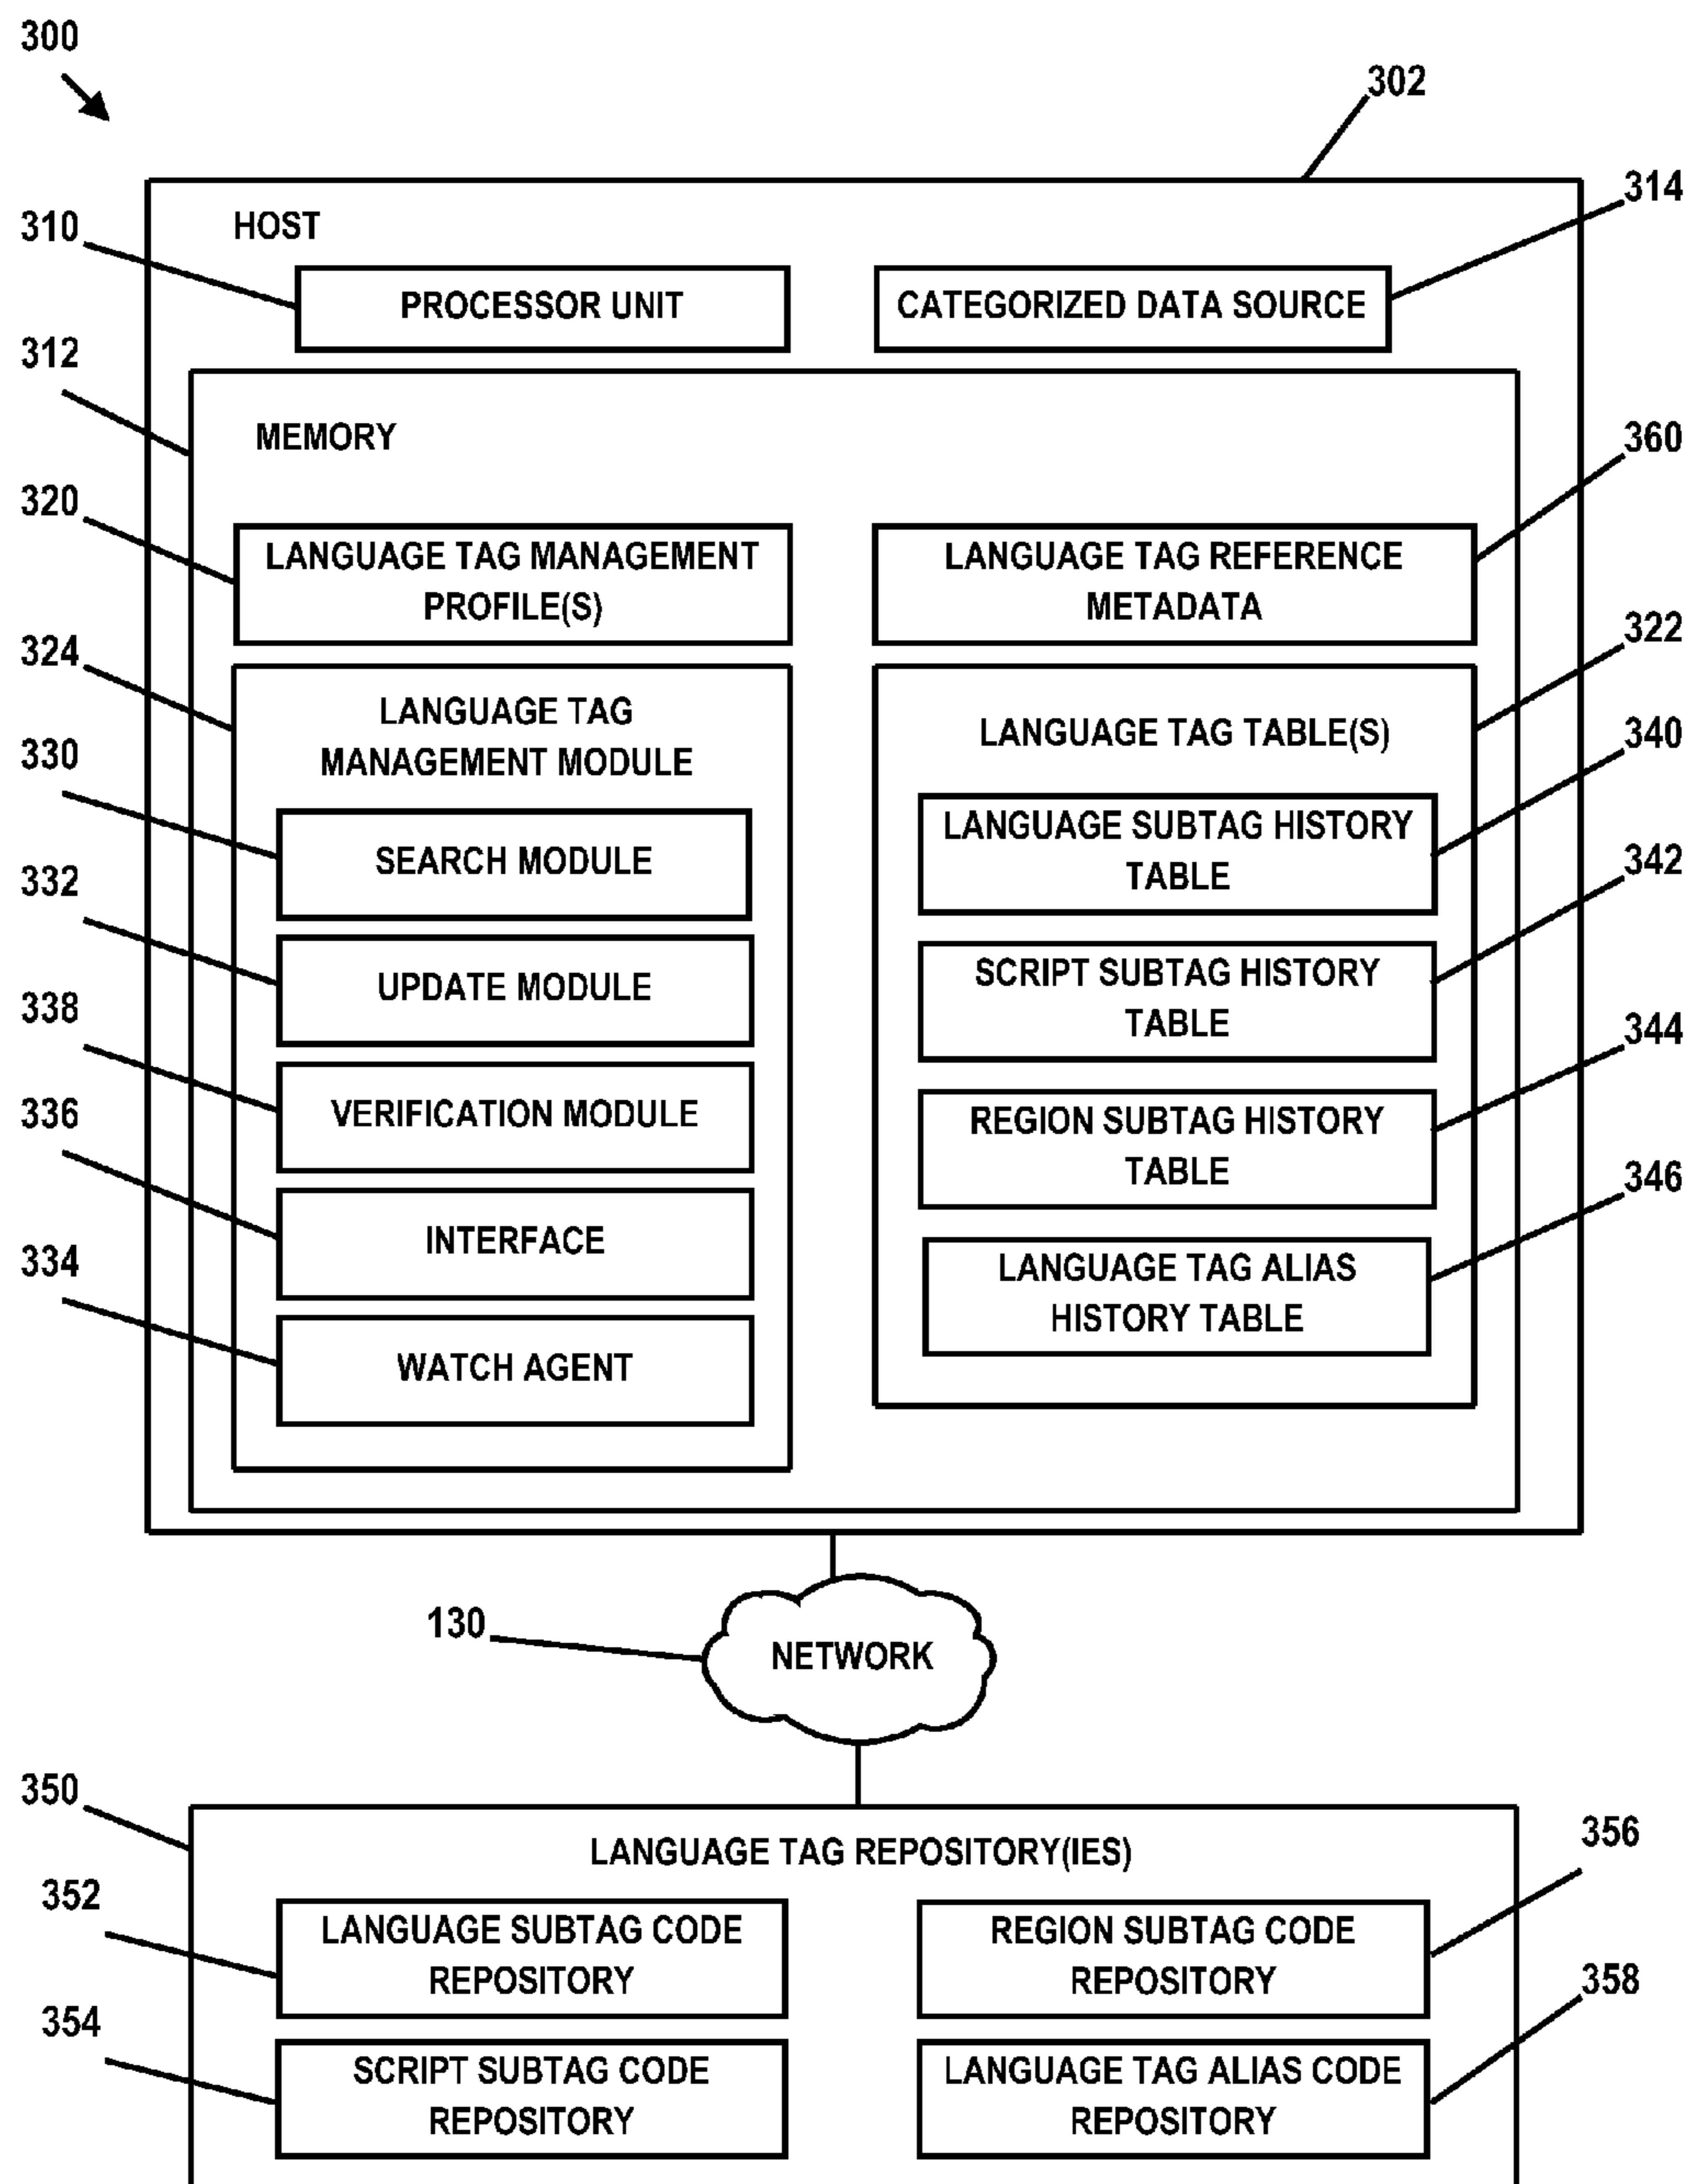 300
302
HOST
310
314
PROCESSOR UNIT
CATEGORIZED DATA SOURCE
312
MEMORY
360
320
LANGUAGE TAG MANAGEMENT
PROFILE(S)
LANGUAGE TAG REFERENCE
METADATA
322
324
LANGUAGE TAG
MANAGEMENT MODULE
LANGUAGE TAG TABLE(S)
330
340
SEARCH MODULE
LANGUAGE SUBTAG HISTORY
TABLE
332
342
UPDATE MODULE
SCRIPT SUBTAG HISTORY
TABLE
338
344
VERIFICATION MODULE
REGION SUBTAG HISTORY
TABLE
336
346
INTERFACE
LANGUAGE TAG ALIAS
HISTORY TABLE
334
WATCH AGENT
130
NETWORK
350
LANGUAGE TAG REPOSITORY(IES)
356
352
LANGUAGE SUBTAG CODE
REPOSITORY
REGION SUBTAG CODE
REPOSITORY
358
354
SCRIPT SUBTAG CODE
REPOSITORY
LANGUAGE TAG ALIAS CODE
REPOSITORY